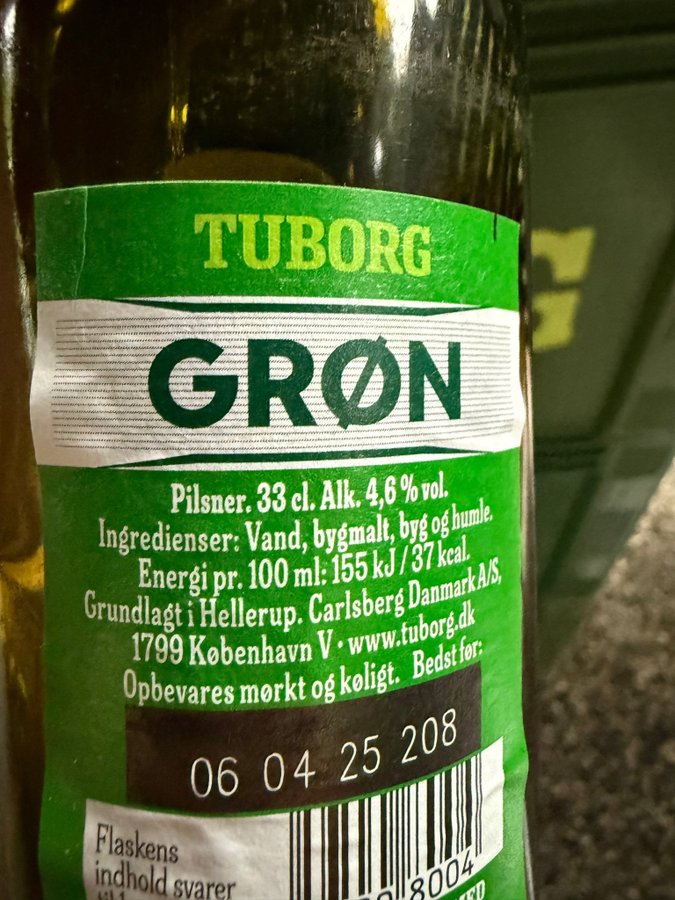 TUBORG
GRØN
Pilsner. 33 cl. Alk. 4,6 % vol.
Ingredienser: Vand, bygmalt, byg og humle.
Energi pr. 100 ml: 155 kJ / 37 kcal.
Grundlagt i Hellerup. Carlsberg Danmark A/S,
1799 København V · www.tuborg.dk
Opbevares mørkt og køligt. Bedst før:
06 04 25 208
Flaskens
indhold svarer
8004
G